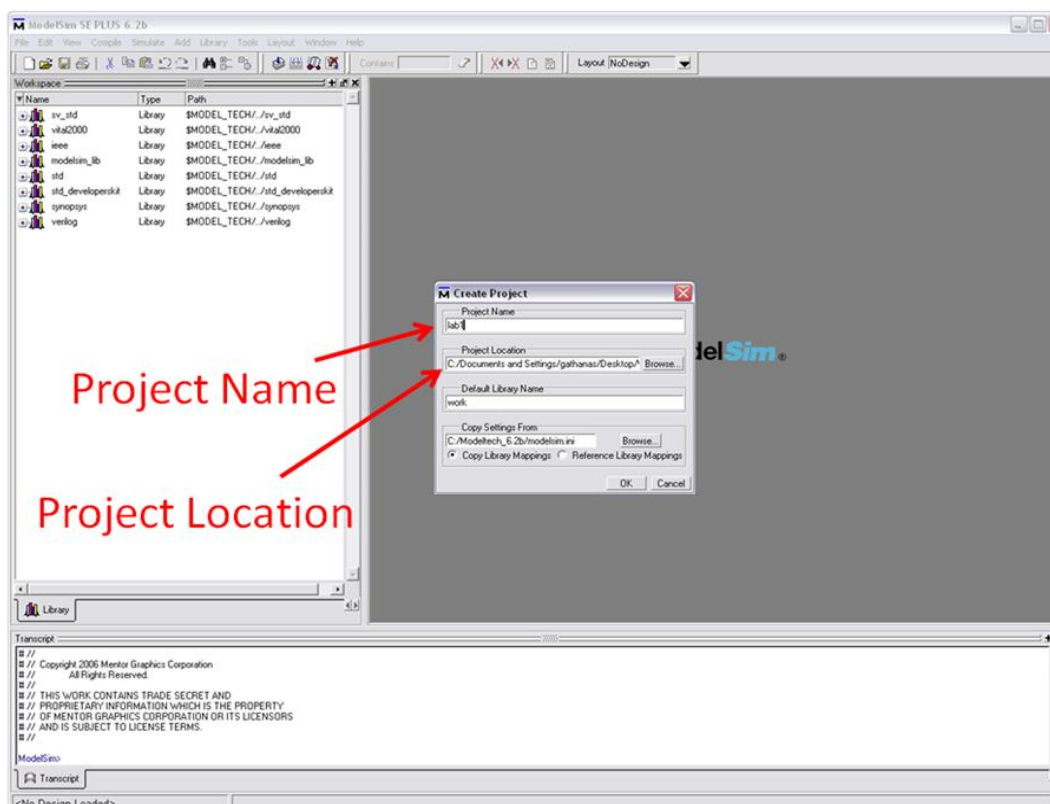 ModelSim SE PLUS 6.2b
File Edit View Compile Simulate Add Library Tools Layout Window Help
Contains Layout NoDesign
Workspace
Name Type Path
sv_std Library $MODEL_TECH/../sv_std
vital2000 Library $MODEL_TECH/../vital2000
ieee Library $MODEL_TECH/../ieee
modelsim_lib Library $MODEL_TECH/../modelsim_lib
std Library $MODEL_TECH/../std
std_developerskit Library $MODEL_TECH/../std_developerskit
synopsys Library $MODEL_TECH/../synopsys
verilog Library $MODEL_TECH/../verilog
Create Project
Project Name
lab1
Project Location
C:/Documents and Settings/gathanas/Desktop/ Browse...
Default Library Name
work
Copy Settings From
C:/Modeltech_6.2b/modelsim.ini Browse...
Copy Library Mappings Reference Library Mappings
OK Cancel
delSim
Project Name
Project Location
Library
Transcript
# //
# // Copyright 2006 Mentor Graphics Corporation
# // All Rights Reserved.
# //
# // THIS WORK CONTAINS TRADE SECRET AND
# // PROPRIETARY INFORMATION WHICH IS THE PROPERTY
# // OF MENTOR GRAPHICS CORPORATION OR ITS LICENSORS
# // AND IS SUBJECT TO LICENSE TERMS.
# //
ModelSim>
Transcript
<No Design Loaded>